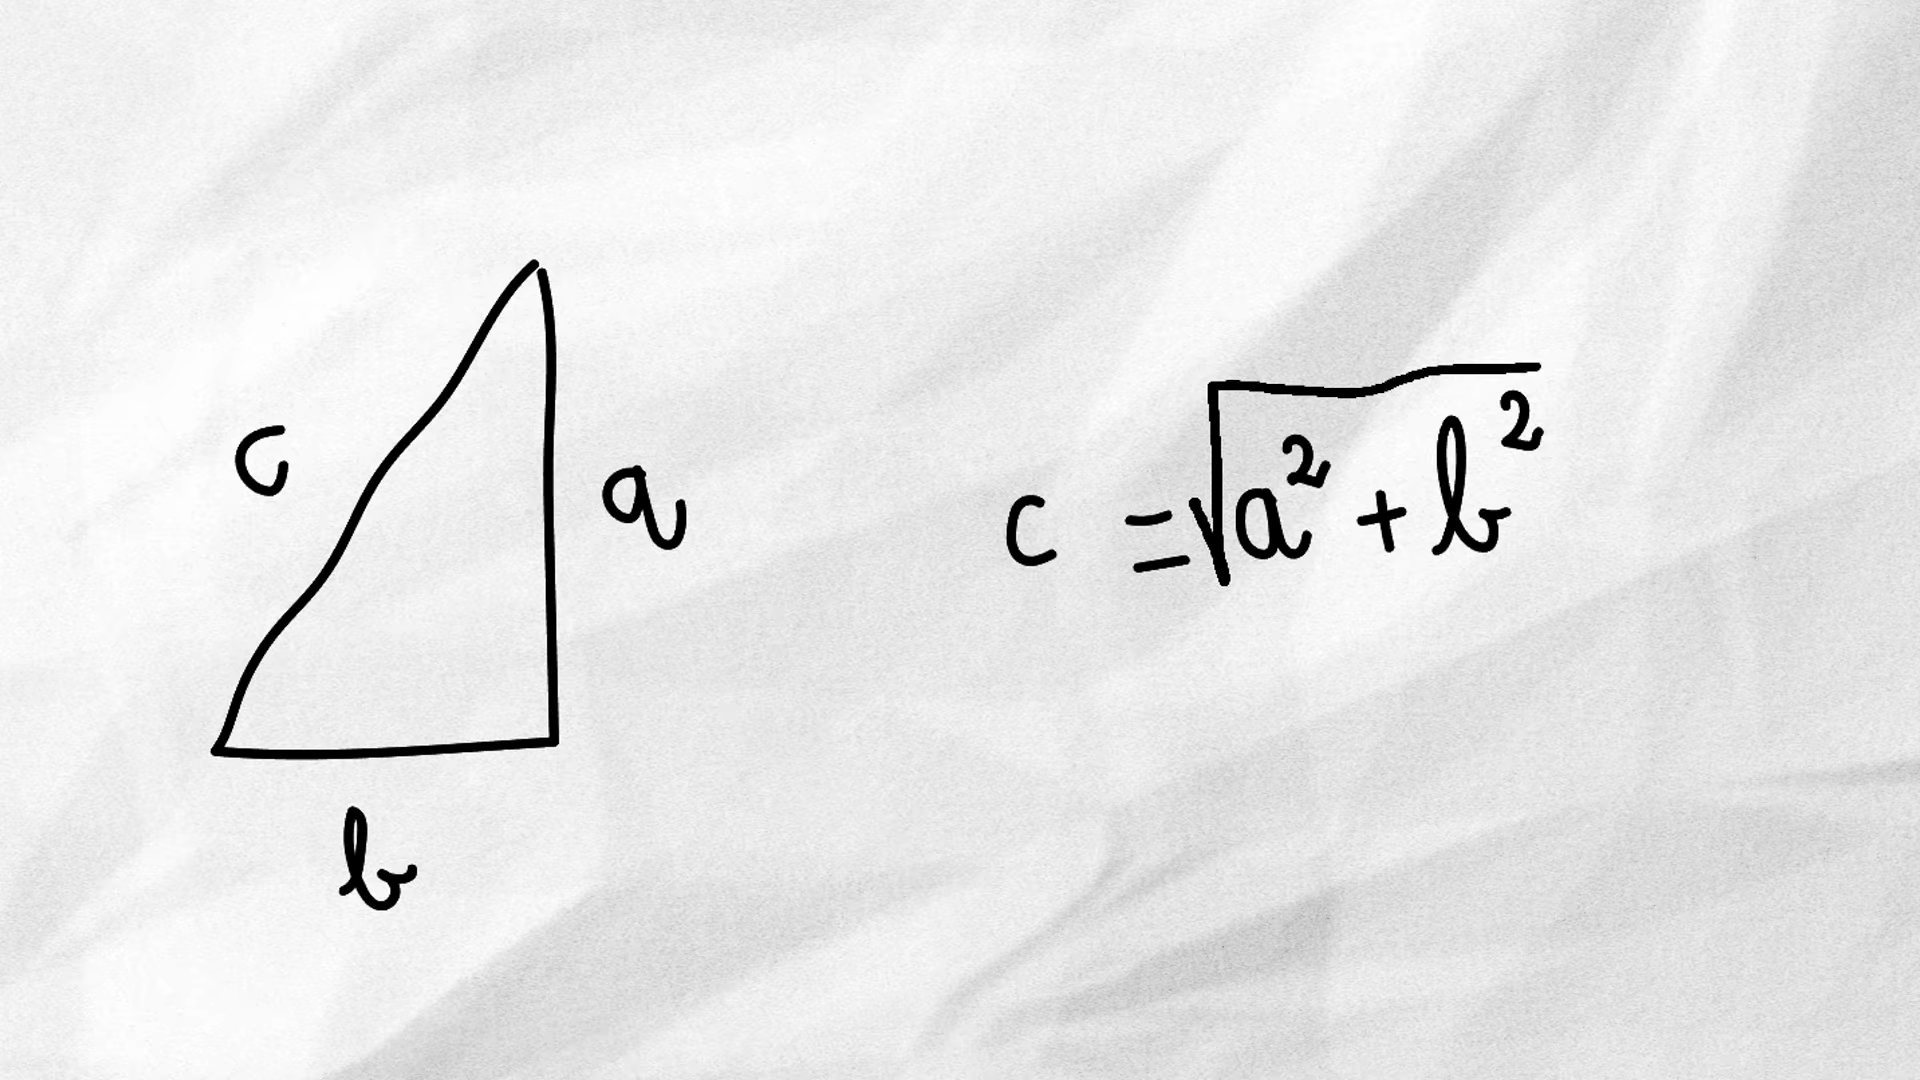 c
a
c = √a² + b²
b